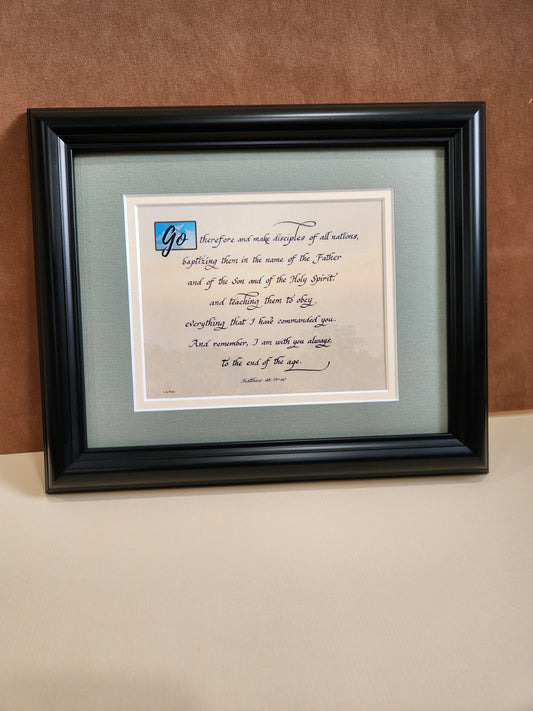 Go therefore and make disciples of all nations,
baptizing them in the name of the Father
and of the Son and of the Holy Spirit,
and teaching them to obey
everything that I have commanded you.
And remember, I am with you always,
to the end of the age.
Matthew 28:19-20